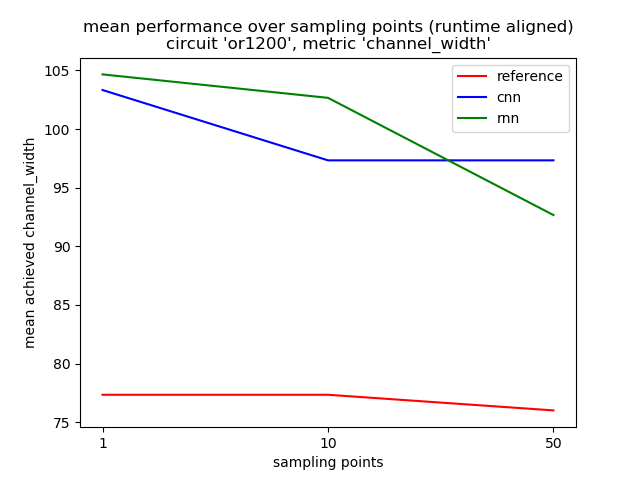 mean performance over sampling points (runtime aligned)
circuit 'or1200', metric 'channel_width'
105
100
95
90
85
80
75
mean achieved channel_width
reference
cnn
rnn
1
10
50
sampling points